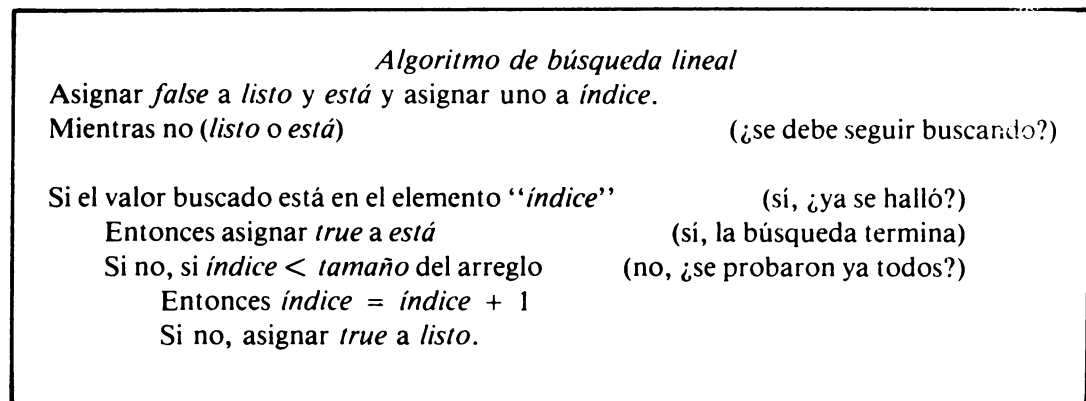 Algoritmo de búsqueda lineal
Asignar false a listo y está y asignar uno a índice.
Mientras no (listo o está) (¿se debe seguir buscando?)
Si el valor buscado está en el elemento ‘‘índice’’ (sí, ¿ya se halló?)
Entonces asignar true a está (sí, la búsqueda termina)
Si no, si índice < tamaño del arreglo (no, ¿se probaron ya todos?)
Entonces índice = índice + 1
Si no, asignar true a listo.